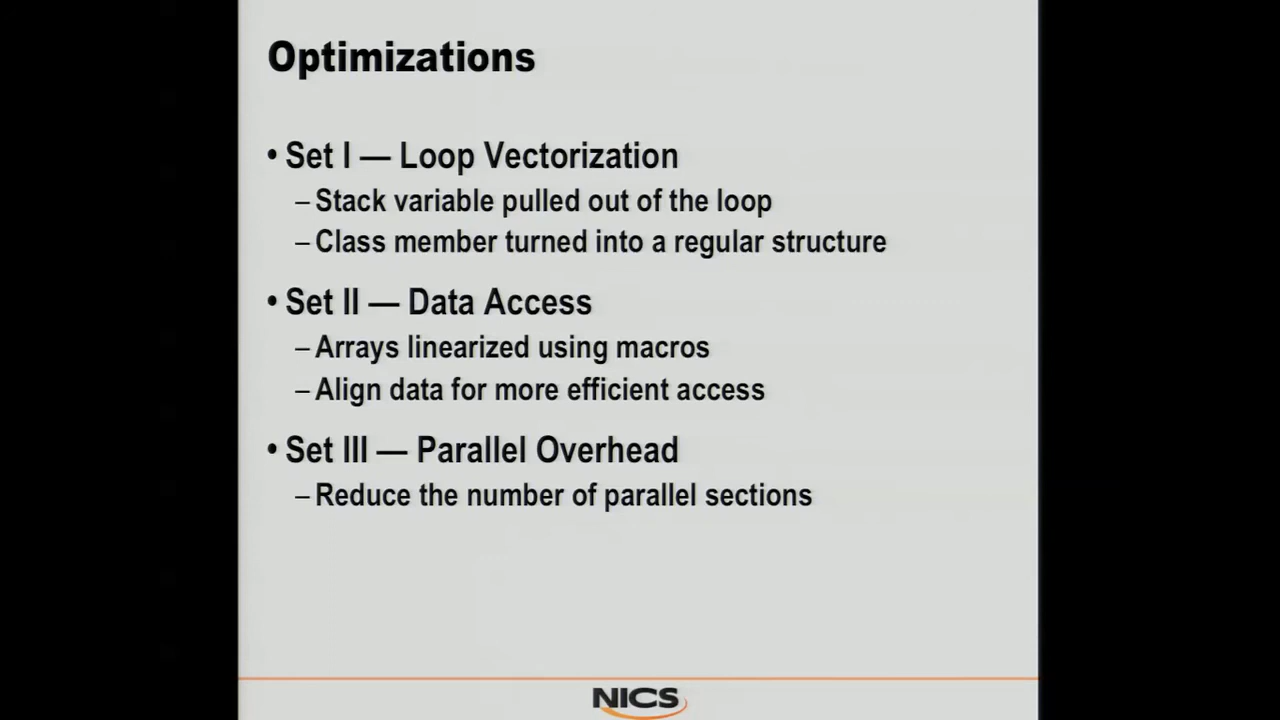 Optimizations
• Set I — Loop Vectorization
– Stack variable pulled out of the loop
– Class member turned into a regular structure
• Set II — Data Access
– Arrays linearized using macros
– Align data for more efficient access
• Set III — Parallel Overhead
– Reduce the number of parallel sections
NICS